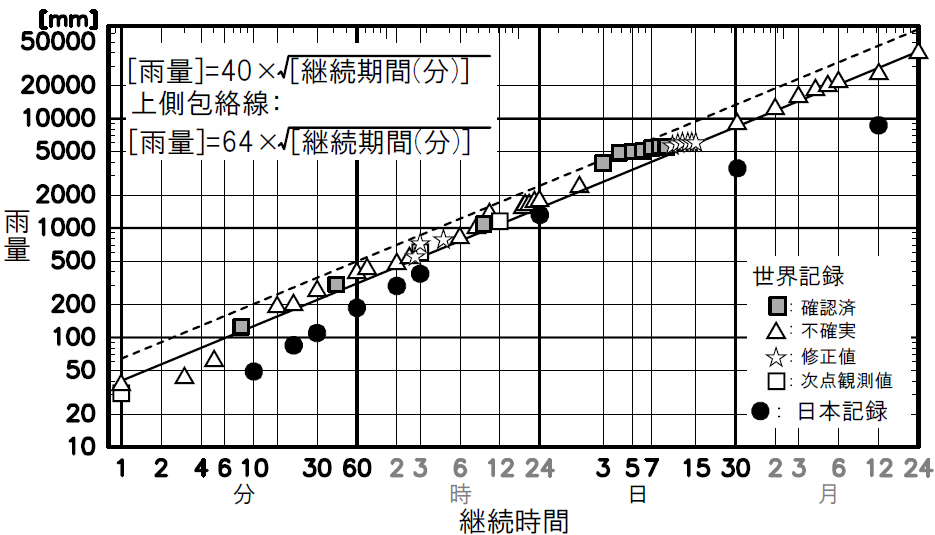 [mm]
50000
20000
10000
5000
2000
1000
500
200
100
50
20
10
雨量
[雨量]=40×√[継続期間(分)]
上側包絡線:
[雨量]=64×√[継続期間(分)]
世界記録
: 確認済
: 不確実
: 修正値
: 次点観測値
: 日本記録
1 2 4 6 10 30 60 2 3 6 12 24 3 5 7 15 30 2 3 6 12 24
分 時 日 月
継続時間